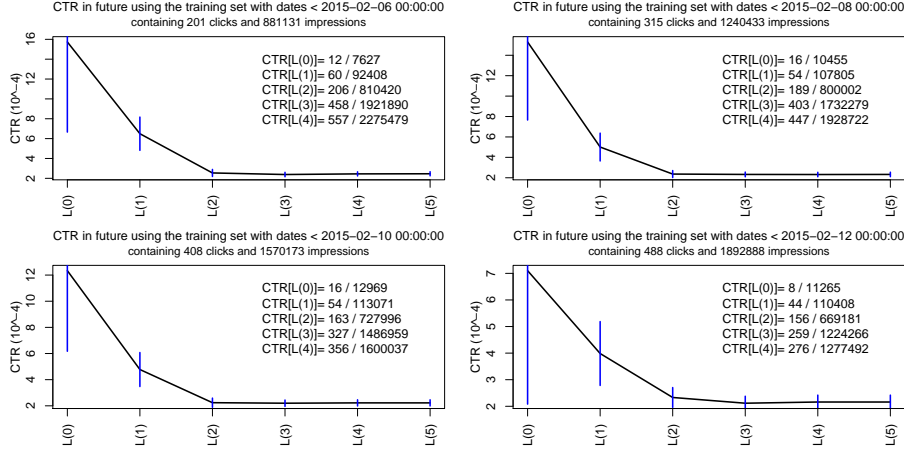 CTR in future using the training set with dates < 2015−02−06 00:00:00
containing 201 clicks and 881131 impressions
CTR (10^−4)
16
12
8
6
4
2
CTR[L(0)]= 12 / 7627
CTR[L(1)]= 60 / 92408
CTR[L(2)]= 206 / 810420
CTR[L(3)]= 458 / 1921890
CTR[L(4)]= 557 / 2275479
L(0)
L(1)
L(2)
L(3)
L(4)
L(5)
CTR in future using the training set with dates < 2015−02−08 00:00:00
containing 315 clicks and 1240433 impressions
CTR (10^−4)
12
8
6
4
2
CTR[L(0)]= 16 / 10455
CTR[L(1)]= 54 / 107805
CTR[L(2)]= 189 / 800002
CTR[L(3)]= 403 / 1732279
CTR[L(4)]= 447 / 1928722
L(0)
L(1)
L(2)
L(3)
L(4)
L(5)
CTR in future using the training set with dates < 2015−02−10 00:00:00
containing 408 clicks and 1570173 impressions
CTR (10^−4)
12
10
8
6
4
2
CTR[L(0)]= 16 / 12969
CTR[L(1)]= 54 / 113071
CTR[L(2)]= 163 / 727996
CTR[L(3)]= 327 / 1486959
CTR[L(4)]= 356 / 1600037
L(0)
L(1)
L(2)
L(3)
L(4)
L(5)
CTR in future using the training set with dates < 2015−02−12 00:00:00
containing 488 clicks and 1892888 impressions
CTR (10^−4)
7
6
5
4
3
2
CTR[L(0)]= 8 / 11265
CTR[L(1)]= 44 / 110408
CTR[L(2)]= 156 / 669181
CTR[L(3)]= 259 / 1224266
CTR[L(4)]= 276 / 1277492
L(0)
L(1)
L(2)
L(3)
L(4)
L(5)